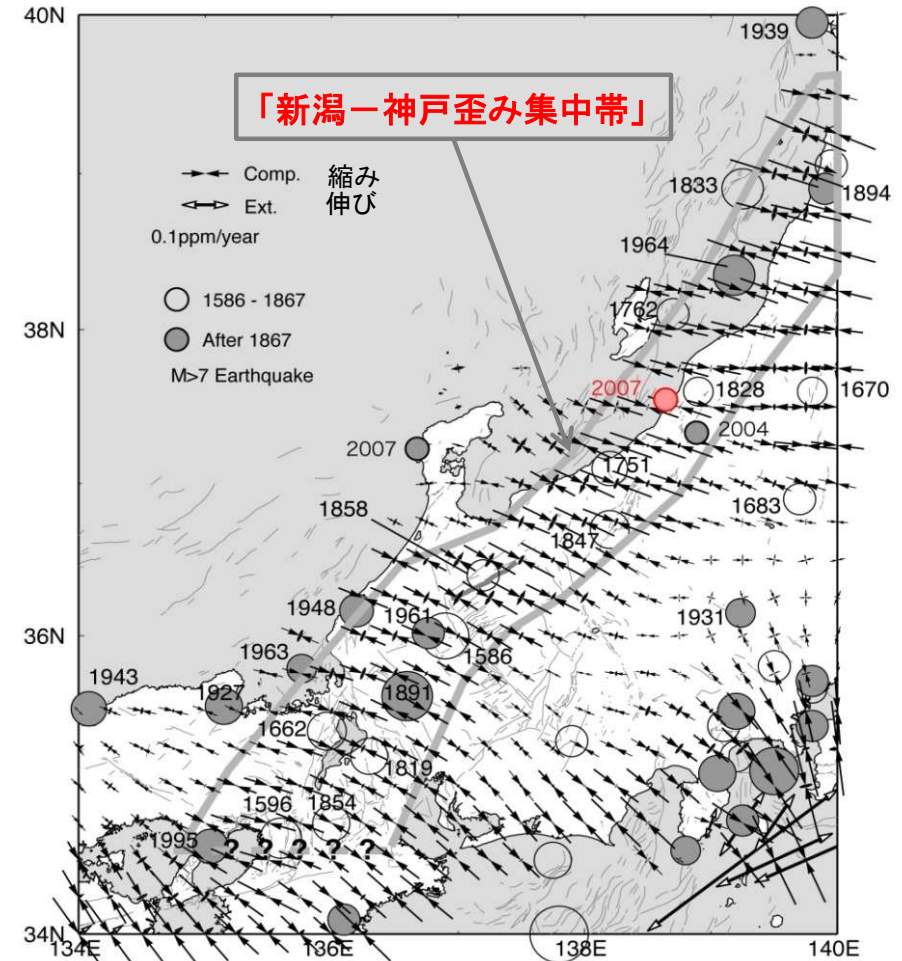 40N
1939
「新潟－神戸歪み集中帯」
Comp. 縮み
Ext. 伸び
0.1ppm/year
1833
1894
1964
1586 - 1867
1762
38N
After 1867
M>7 Earthquake
2007
1828
1670
2004
2007
1751
1858
1683
1847
1948
1961
1931
36N
1963
1586
1943
1927
1891
1662
1819
1596
1854
1995
? ? ? ? ?
34N
134E
136E
138E
140E